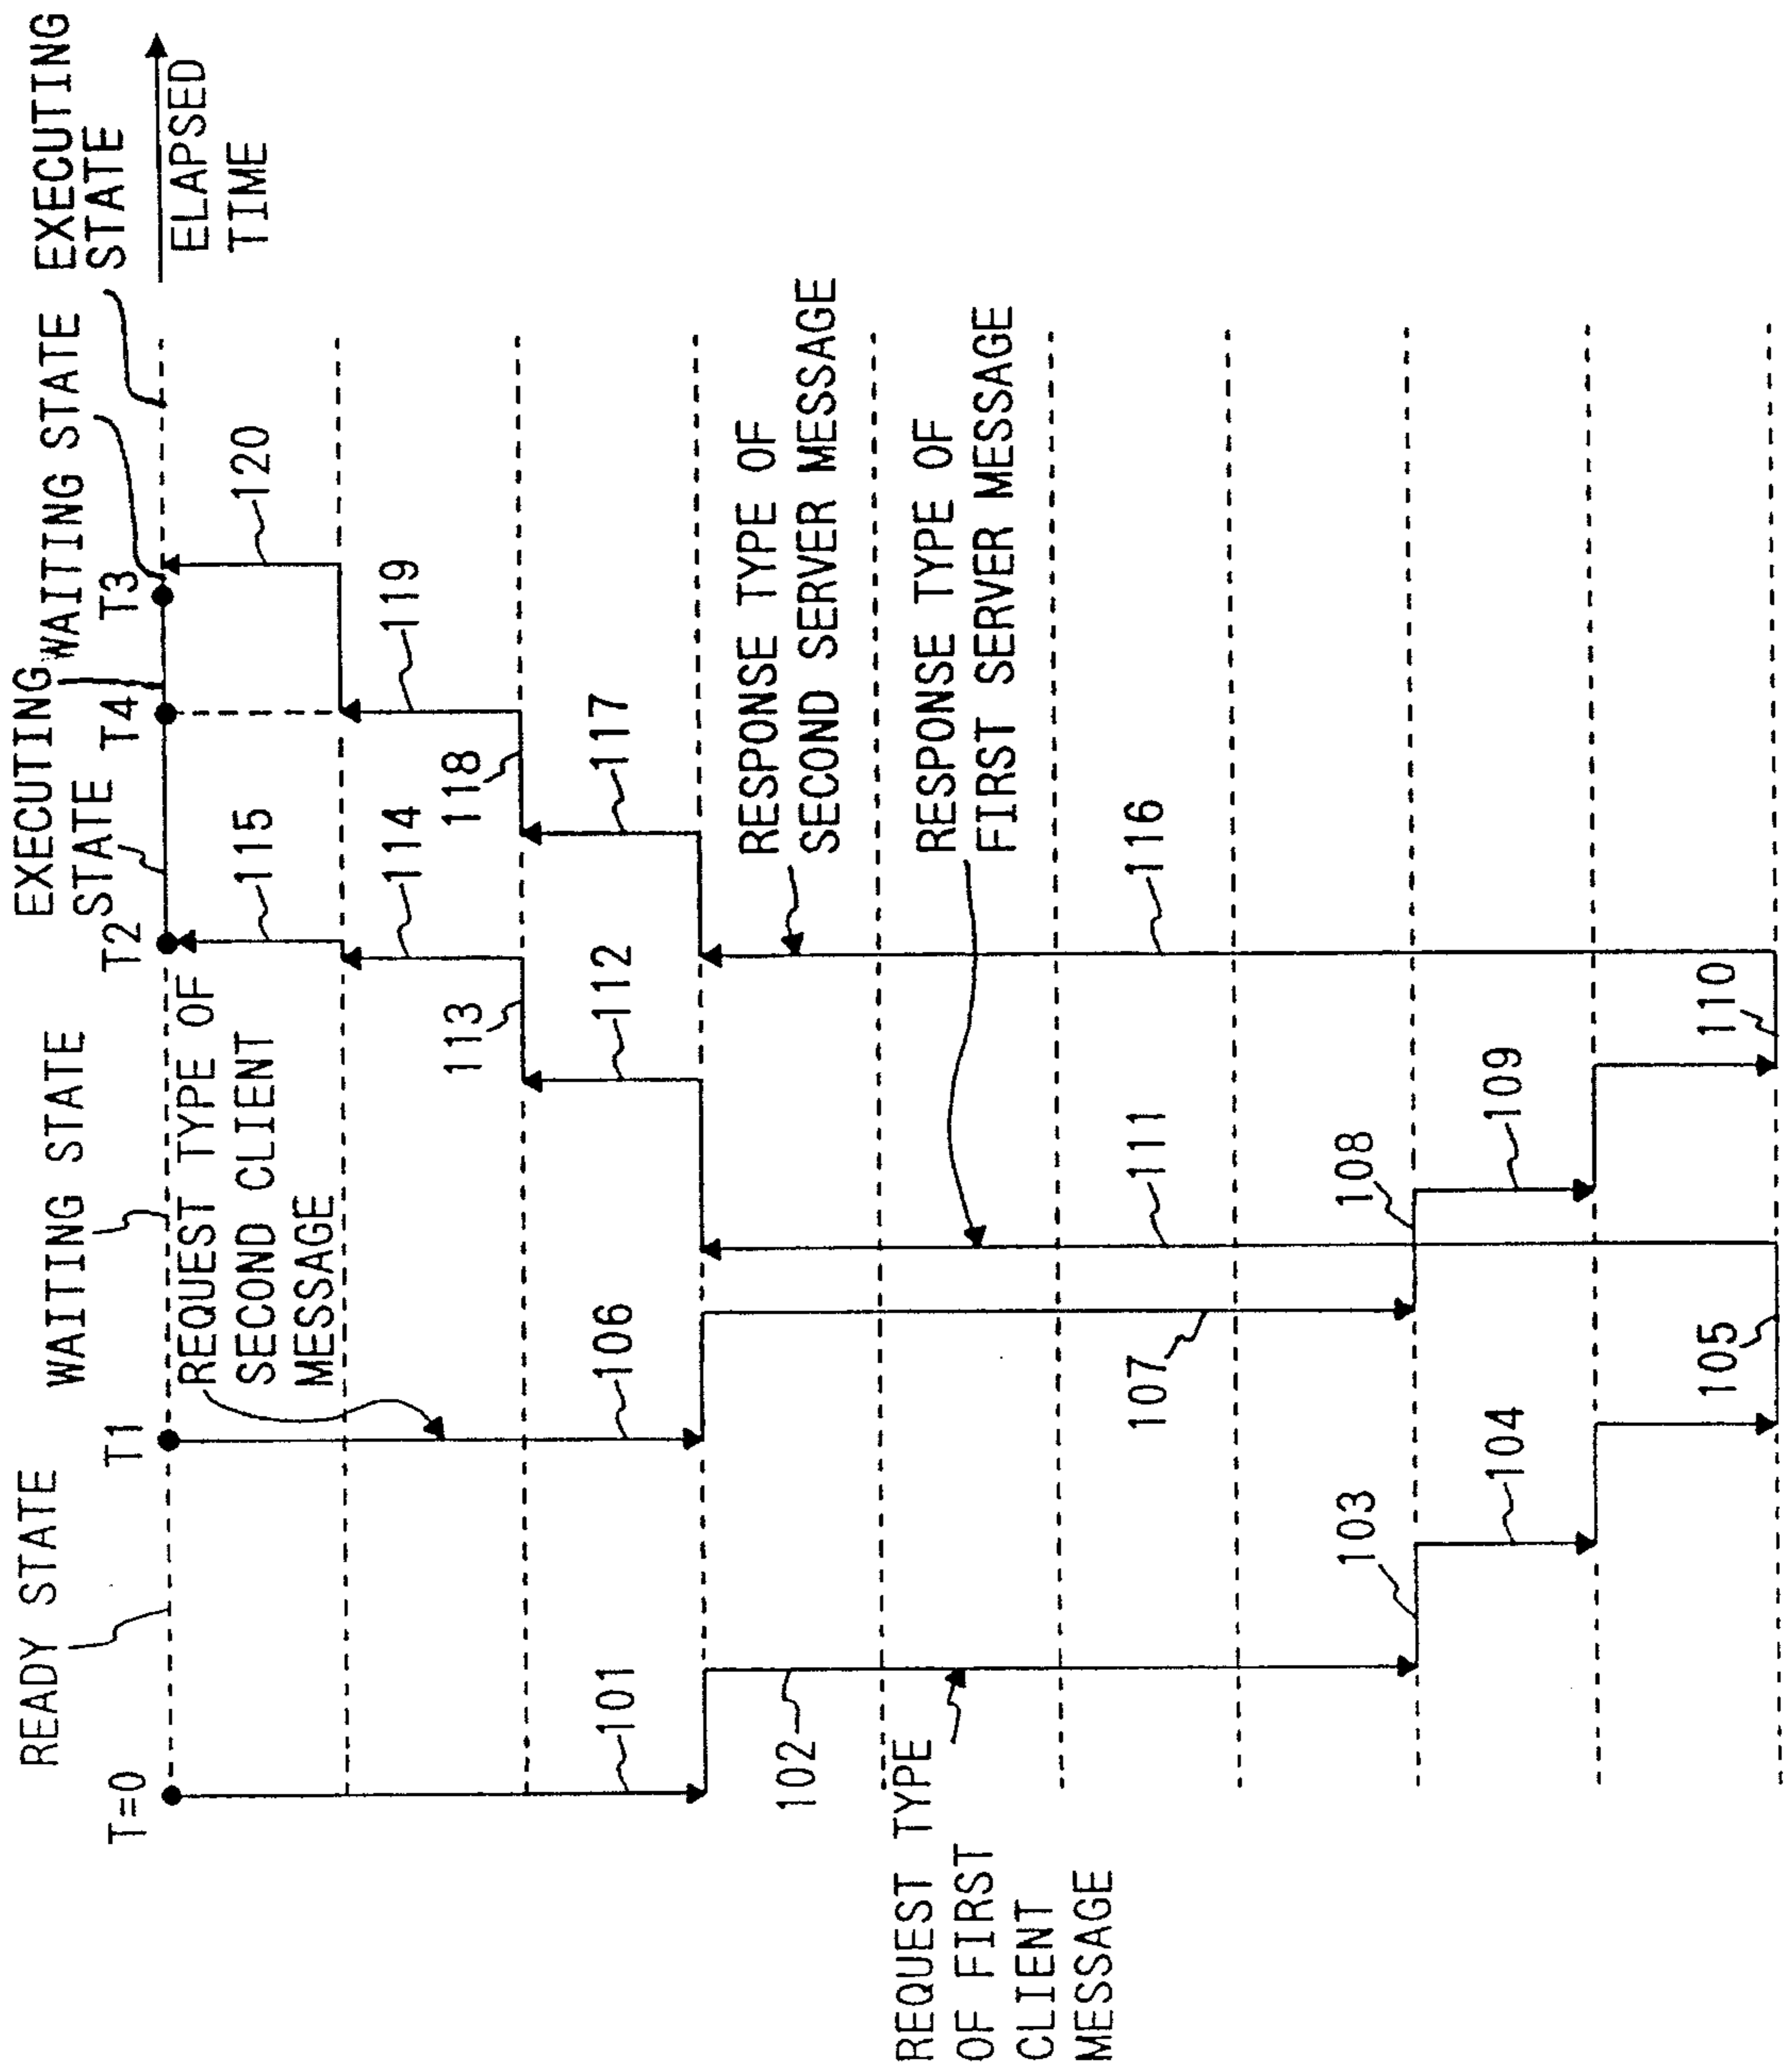 READY STATE
WAITING STATE
EXECUTING
STATE
WAITING STATE
EXECUTING
STATE
T=0
T1
T2
T4
T3
ELAPSED
TIME
REQUEST TYPE OF
SECOND CLIENT
MESSAGE
115
120
114
119
113
118
101
106
112
117
102
REQUEST TYPE
OF FIRST
CLIENT
MESSAGE
RESPONSE TYPE OF
SECOND SERVER MESSAGE
RESPONSE TYPE OF
FIRST SERVER MESSAGE
107
111
116
103
108
104
109
105
110